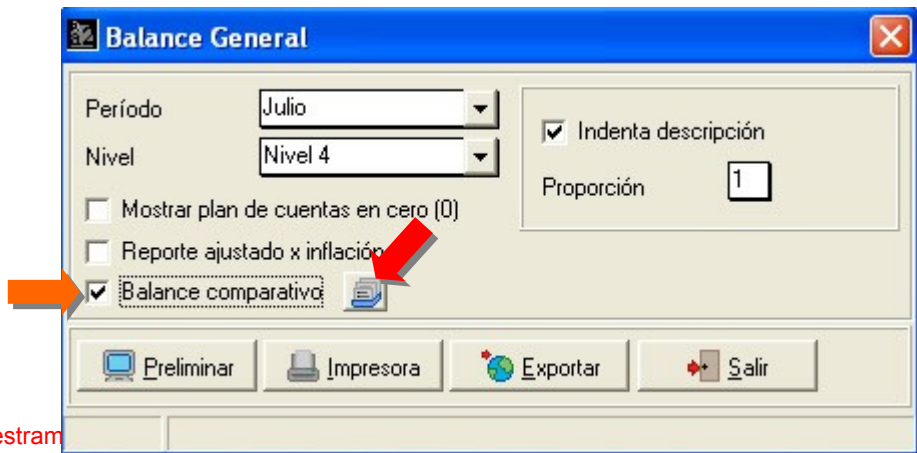 Balance General
Período Julio
Nivel Nivel 4
Mostrar plan de cuentas en cero (0)
Reporte ajustado x inflación
Balance comparativo
Indenta descripción
Proporción 1
Preliminar Impresora Exportar Salir
estram